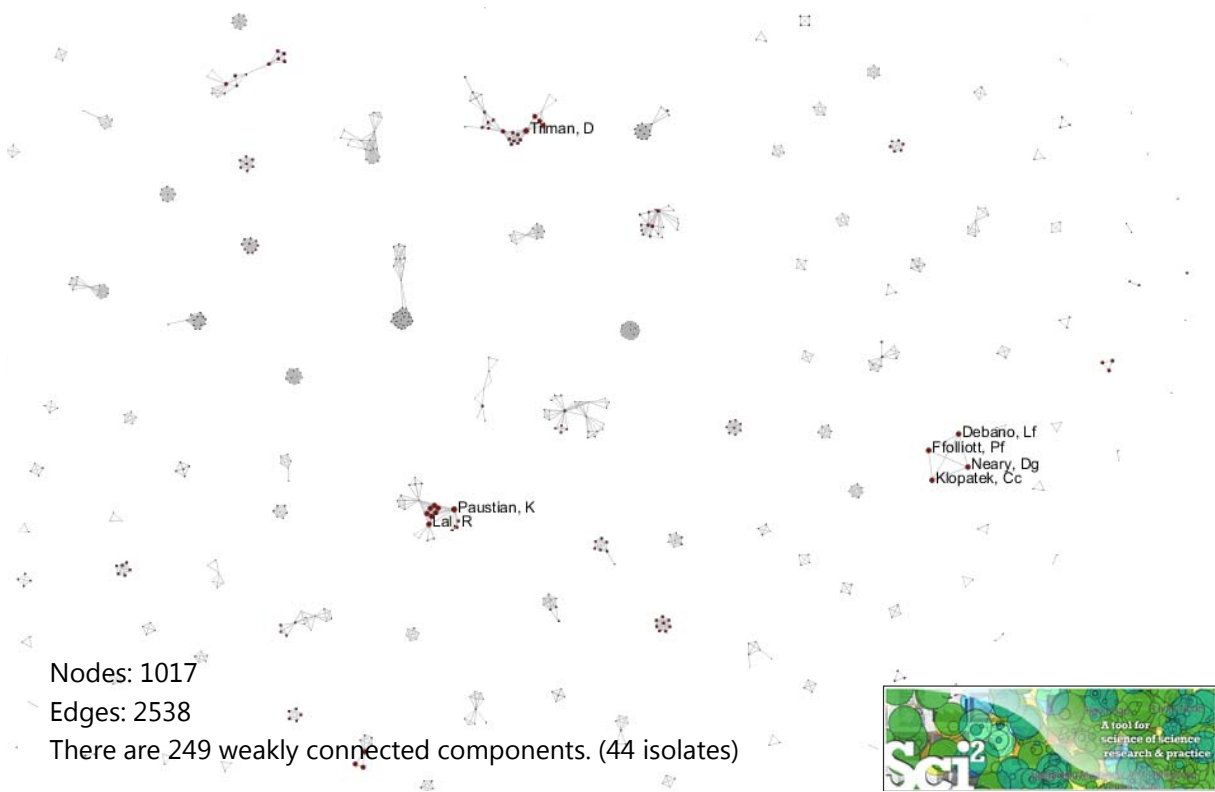 Tilman, D
Debano, Lf
Ffolliott, Pf
Neary, Dg
Klopatek, Cc
Paustian, K
Lal, R
Nodes: 1017
Edges: 2538
There are 249 weakly connected components. (44 isolates)
Sci²
A tool for
science of science
research & practice